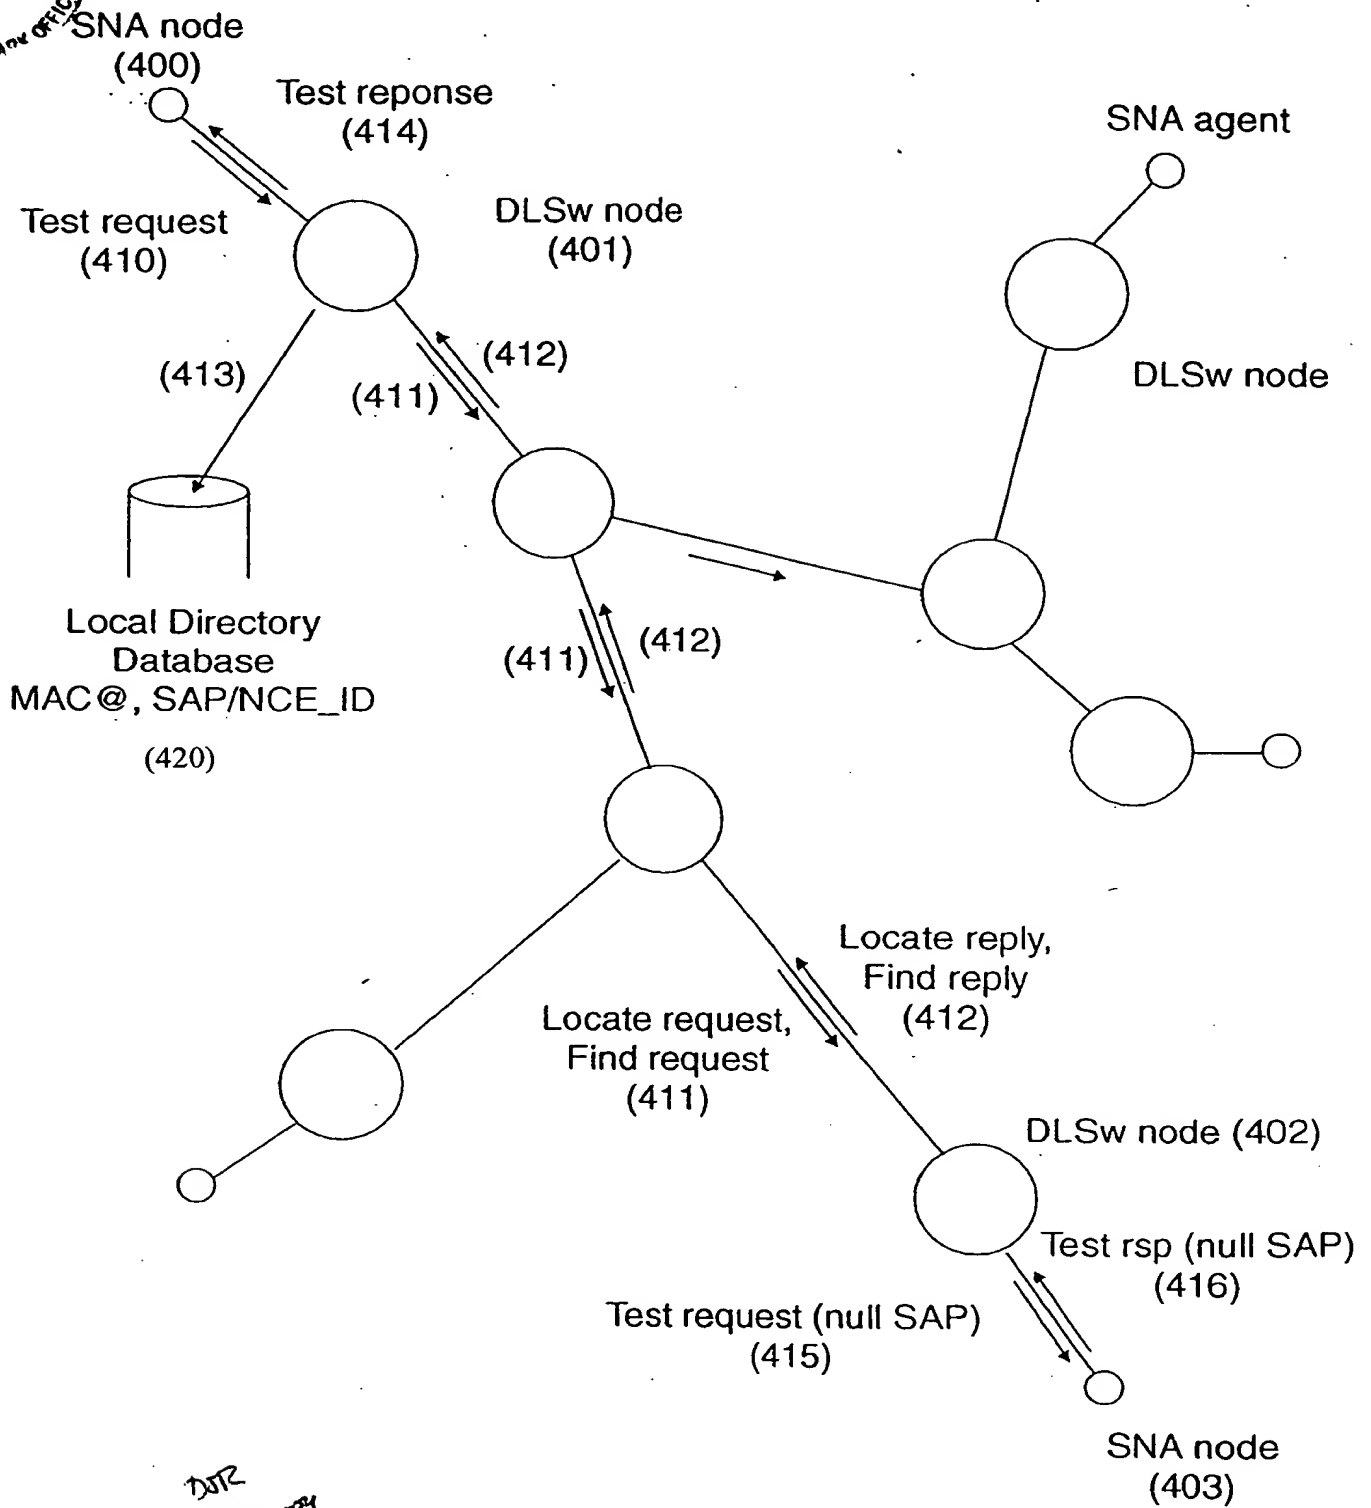 SNA node
(400)
Test reponse
(414)
SNA agent
Test request
(410)
DLSw node
(401)
(413)
(412)
(411)
DLSw node
Local Directory
Database
MAC@, SAP/NCE_ID
(420)
(411)
(412)
Locate reply,
Find reply
(412)
Locate request,
Find request
(411)
DLSw node (402)
Test rsp (null SAP)
(416)
Test request (null SAP)
(415)
SNA node
(403)